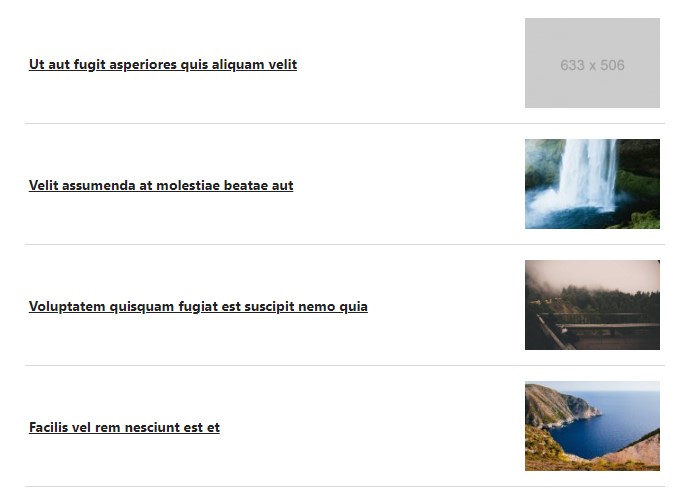 Ut aut fugit asperiores quis aliquam velit
633 x 506
Velit assumenda at molestiae beatae aut
Voluptatem quisquam fugiat est suscipit nemo quia
Facilis vel rem nesciunt est et